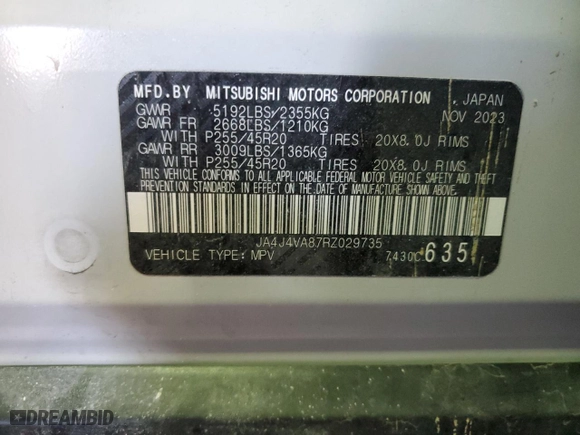 MFD.BY MITSUBISHI MOTORS CORPORATION , JAPAN
GVWR 5192LBS/2355KG NOV 2023
GAWR FR 2668LBS/1210KG
WITH P255/45R20 TIRES 20X8.0J RIMS
GAWR RR 3009LBS/1365KG
WITH P255/45R20 TIRES 20X8.0J RIMS
THIS VEHICLE CONFORMS TO ALL APPLICABLE FEDERAL MOTOR VEHICLE SAFETY AND THEFT
PREVENTION STANDARDS IN EFFECT ON THE DATE OF MANUFACTURE SHOWN ABOVE.
JA4J4VA87RZ029735
VEHICLE TYPE: MPV 7430C 635
DREAMBID